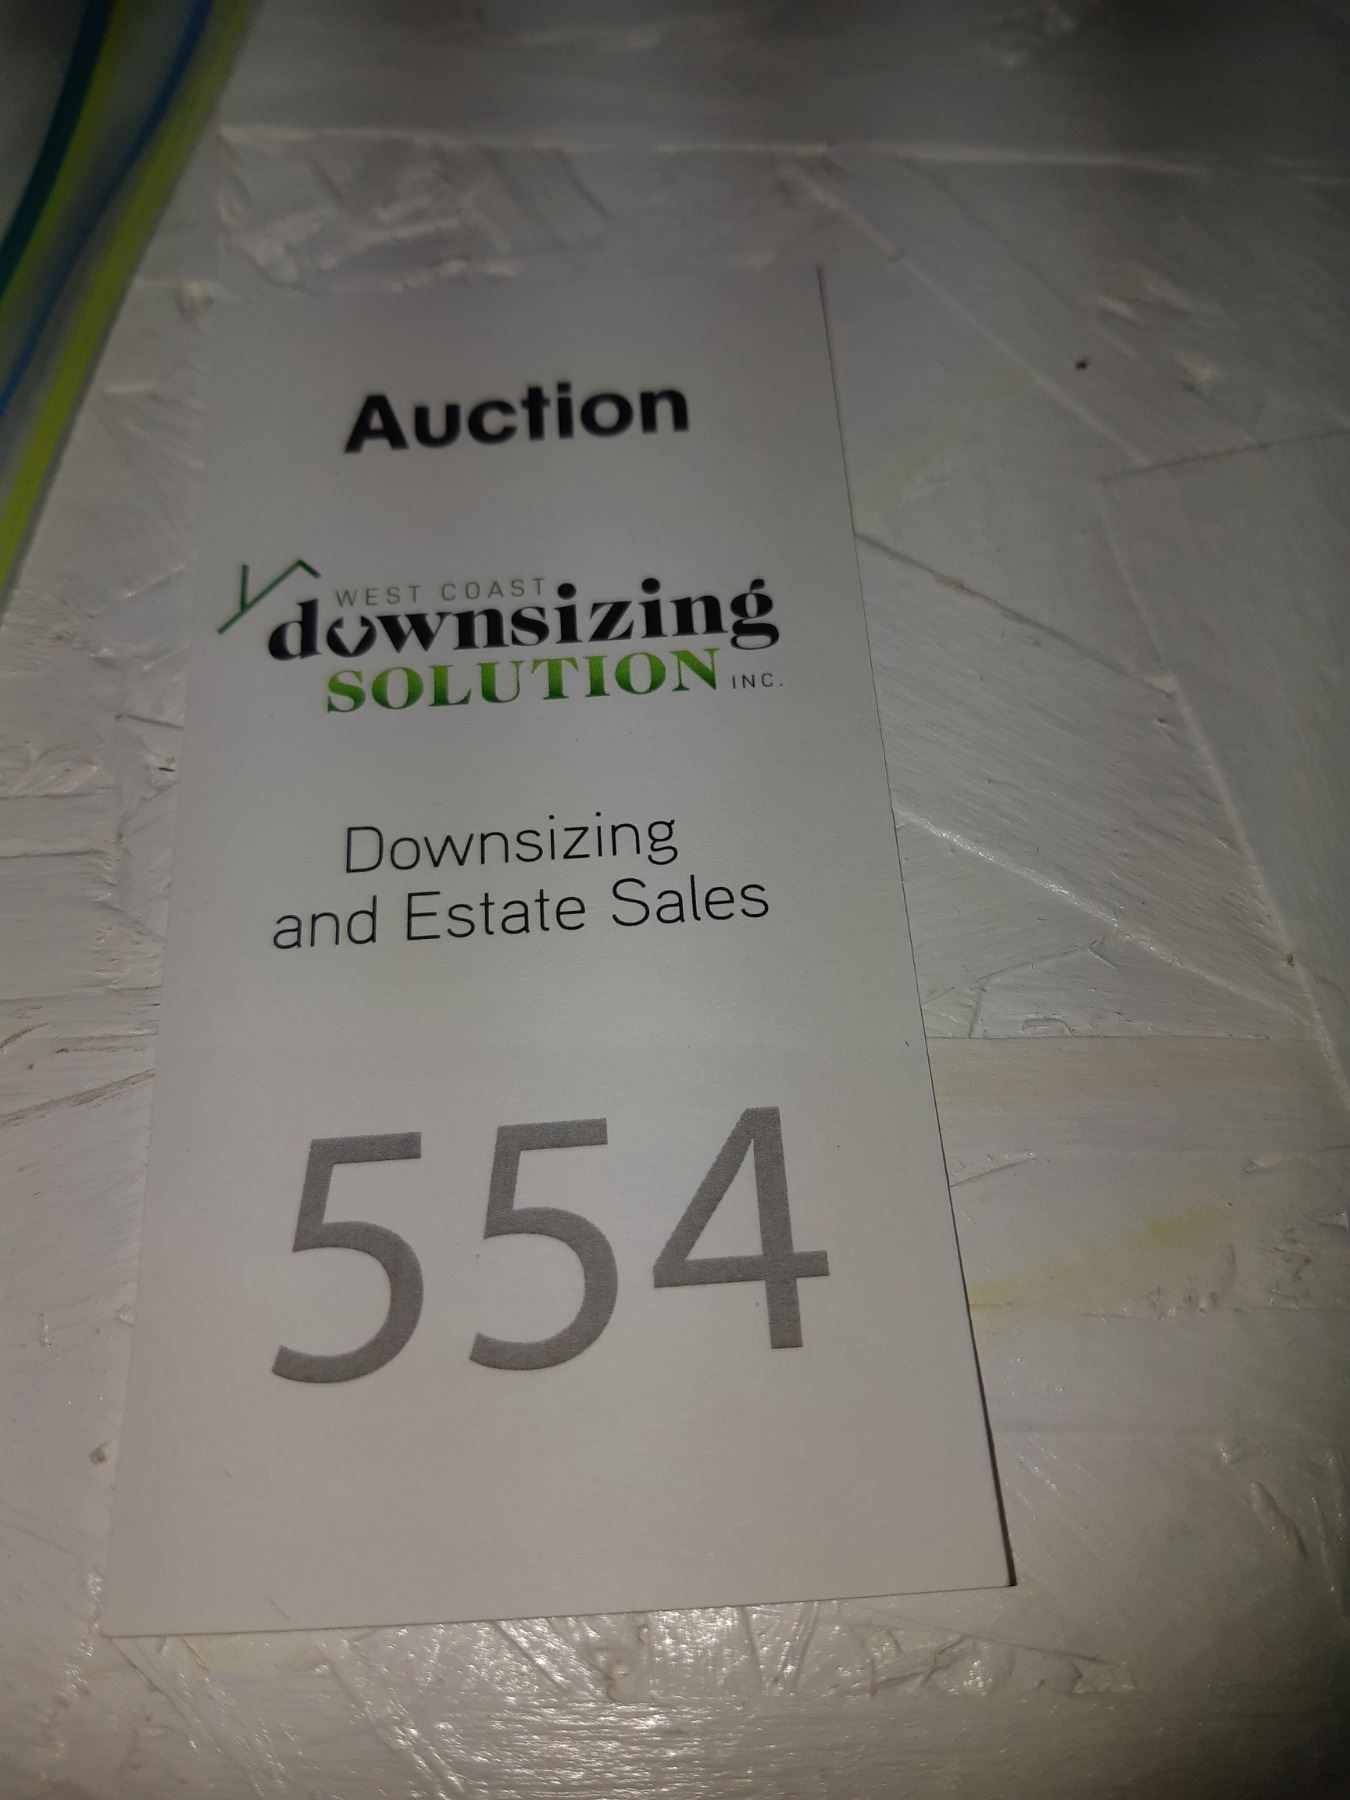 Auction
WEST COAST
downsizing
SOLUTION INC.
Downsizing
and Estate Sales
554